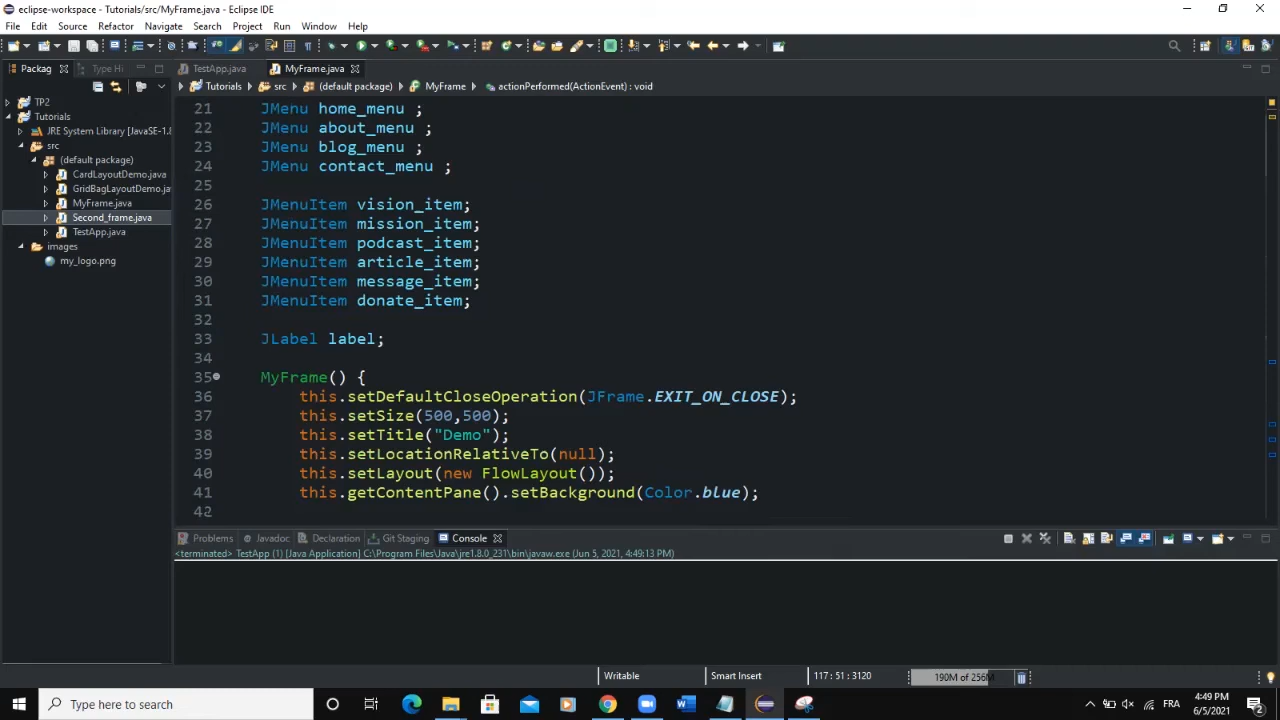 eclipse-workspace - Tutorials/src/MyFrame.java - Eclipse IDE
File Edit Source Refactor Navigate Search Project Run Window Help
Packag Type Hi TestApp.java MyFrame.java
Tutorials src (default package) MyFrame actionPerformed(ActionEvent) : void
TP2
Tutorials
JRE System Library [JavaSE-1.
src
(default package)
CardLayoutDemo.java
GridBagLayoutDemo.ja
MyFrame.java
Second_frame.java
TestApp.java
images
my_logo.png
21 JMenu home_menu ;
22 JMenu about_menu ;
23 JMenu blog_menu ;
24 JMenu contact_menu ;
25
26 JMenuItem vision_item;
27 JMenuItem mission_item;
28 JMenuItem podcast_item;
29 JMenuItem article_item;
30 JMenuItem message_item;
31 JMenuItem donate_item;
32
33 JLabel label;
34
35 MyFrame() {
36 this.setDefaultCloseOperation(JFrame.EXIT_ON_CLOSE);
37 this.setSize(500,500);
38 this.setTitle("Demo");
39 this.setLocationRelativeTo(null);
40 this.setLayout(new FlowLayout());
41 this.getContentPane().setBackground(Color.blue);
42
Problems Javadoc Declaration Git Staging Console
<terminated> TestApp (1) [Java Application] C:\Program Files\Java\jre1.8.0_231\bin\javaw.exe (Jun 5, 2021, 4:49:13 PM)
Writable Smart Insert 117 : 51 : 3120 190M of 256M
Type here to search
FRA
4:49 PM
6/5/2021
2